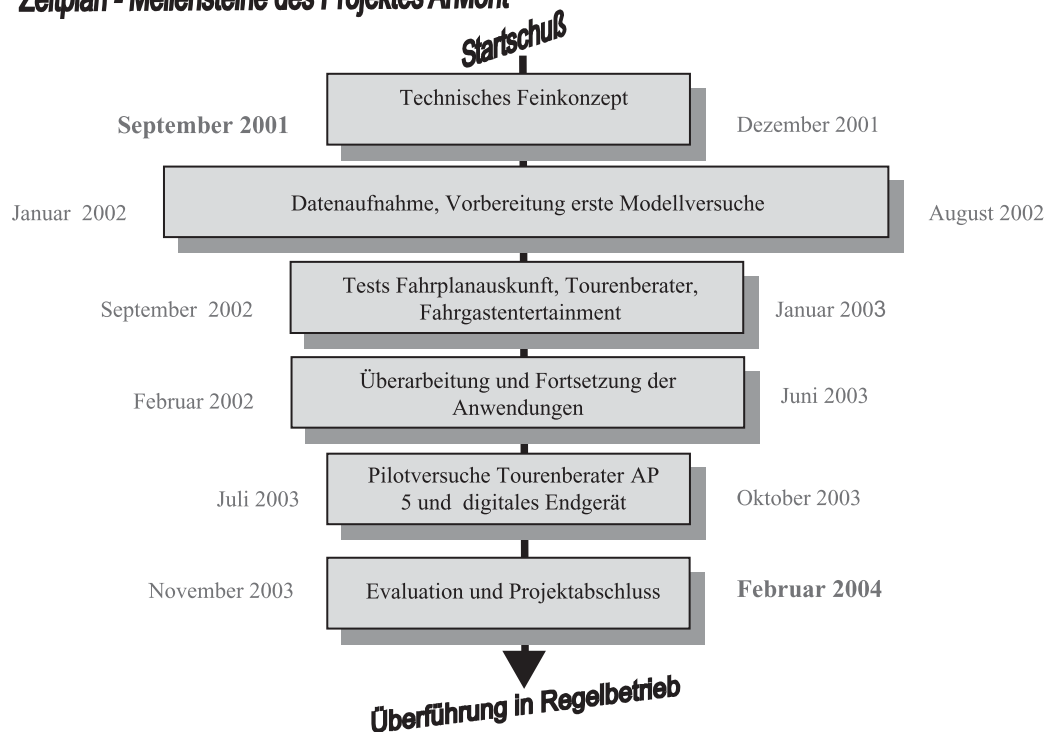 Zeitplan - Meilensteine des Projektes ArMont
Startschuß
Technisches Feinkonzept
September 2001
Dezember 2001
Datenaufnahme, Vorbereitung erste Modellversuche
Januar 2002
August 2002
Tests Fahrplanauskunft, Tourenberater,
Fahrgastentertainment
September 2002
Januar 2003
Überarbeitung und Fortsetzung der
Anwendungen
Februar 2002
Juni 2003
Pilotversuche Tourenberater AP
5 und digitales Endgerät
Juli 2003
Oktober 2003
Evaluation und Projektabschluss
November 2003
Februar 2004
Überführung in Regelbetrieb